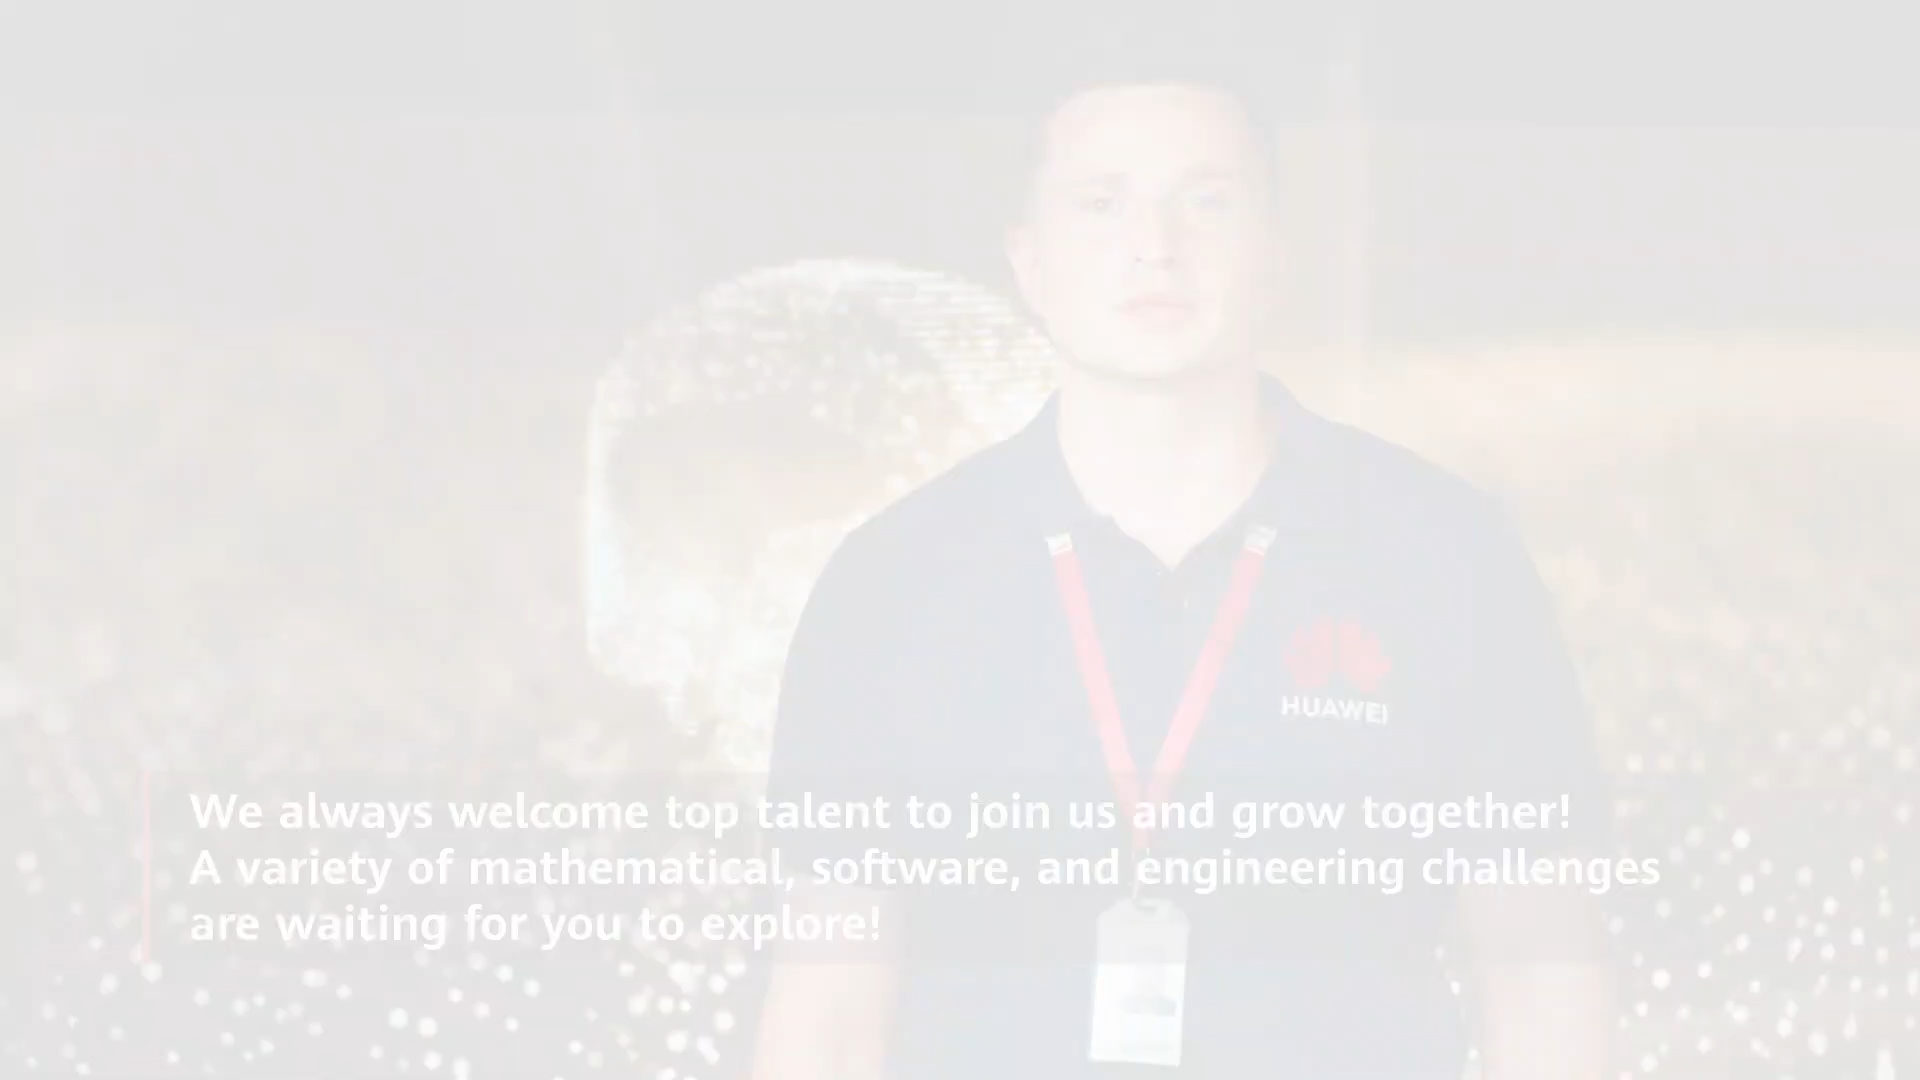 HUAWEI
We always welcome top talent to join us and grow together!
A variety of mathematical, software, and engineering challenges
are waiting for you to explore!